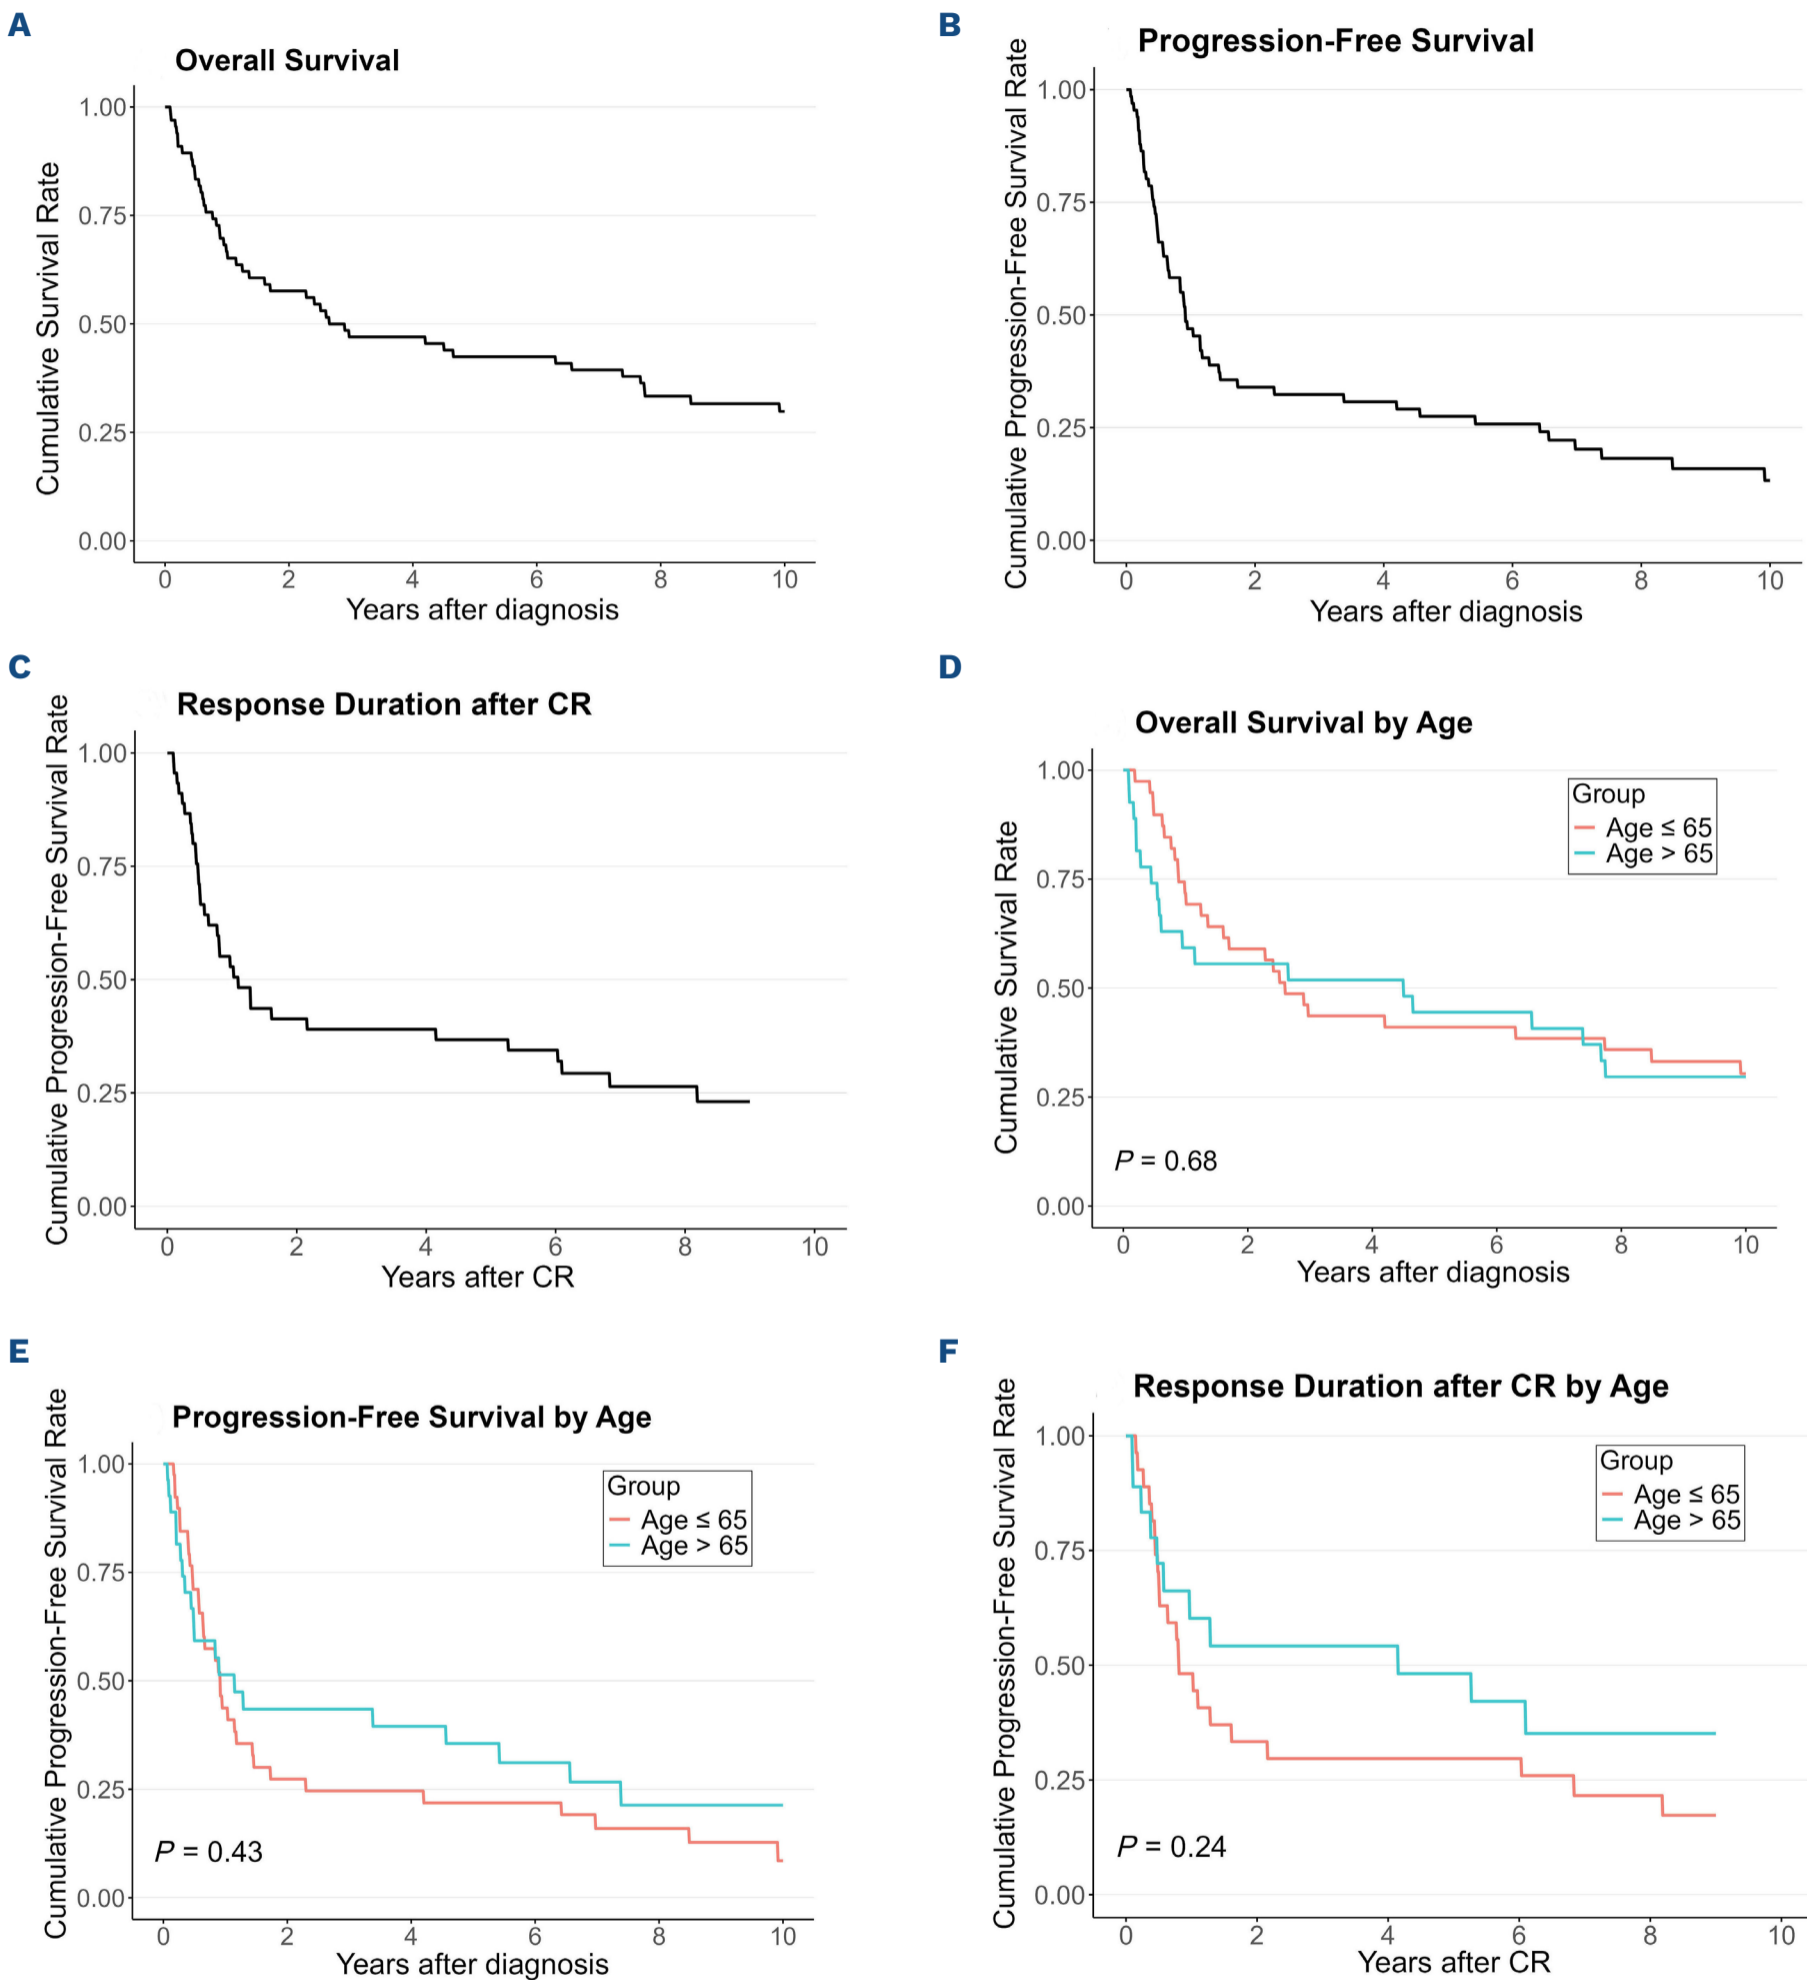 A
Overall Survival
Cumulative Survival Rate
1.00
0.75
0.50
0.25
0.00
0 2 4 6 8 10
Years after diagnosis
B
Progression-Free Survival
Cumulative Progression-Free Survival Rate
1.00
0.75
0.50
0.25
0.00
0 2 4 6 8 10
Years after diagnosis
C
Response Duration after CR
Cumulative Progression-Free Survival Rate
1.00
0.75
0.50
0.25
0.00
0 2 4 6 8 10
Years after CR
D
Overall Survival by Age
Cumulative Survival Rate
1.00
0.75
0.50
0.25
0.00
Group
Age ≤ 65
Age > 65
P = 0.68
0 2 4 6 8 10
Years after diagnosis
E
Progression-Free Survival by Age
Cumulative Progression-Free Survival Rate
1.00
0.75
0.50
0.25
0.00
Group
Age ≤ 65
Age > 65
P = 0.43
0 2 4 6 8 10
Years after diagnosis
F
Response Duration after CR by Age
Cumulative Progression-Free Survival Rate
1.00
0.75
0.50
0.25
0.00
Group
Age ≤ 65
Age > 65
P = 0.24
0 2 4 6 8 10
Years after CR